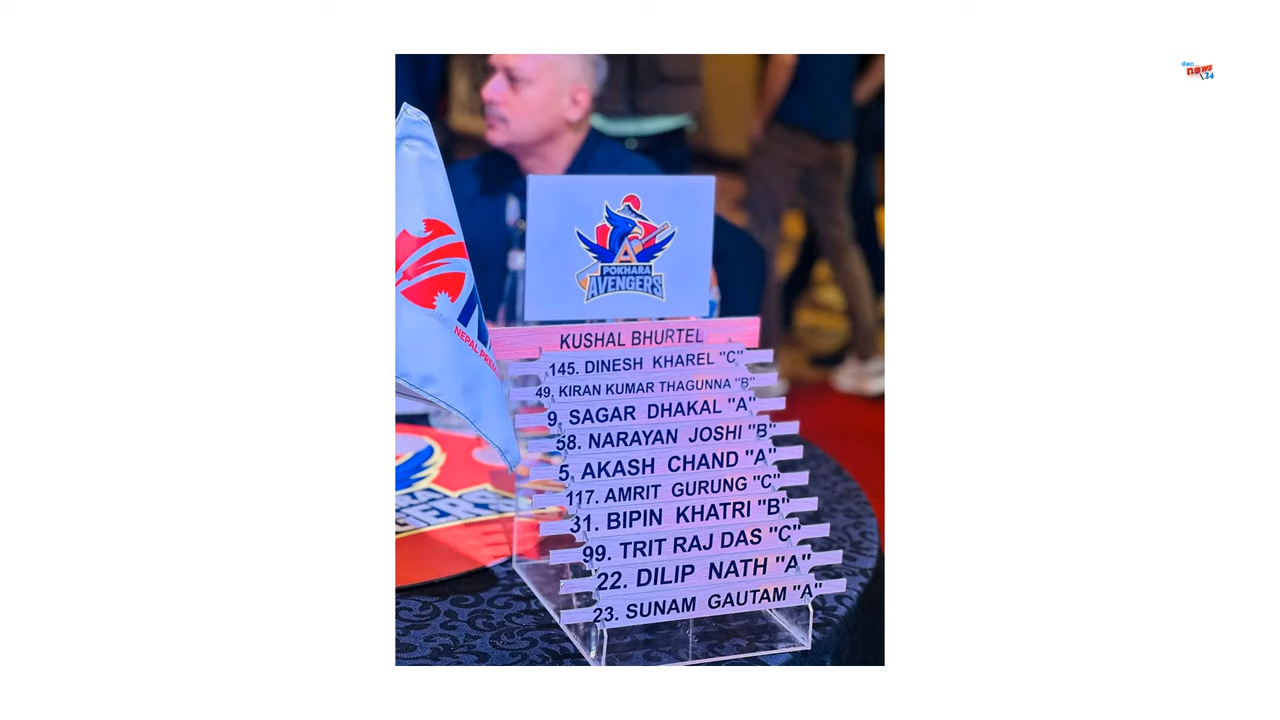 news
24
POKHARA
AVENGERS
NEPAL PREM
KUSHAL BHURTEL
145. DINESH KHAREL "C"
49. KIRAN KUMAR THAGUNNA "B"
9. SAGAR DHAKAL "A"
58. NARAYAN JOSHI "B"
5. AKASH CHAND "A"
117. AMRIT GURUNG "C"
31. BIPIN KHATRI "B"
99. TRIT RAJ DAS "C"
22. DILIP NATH "A"
23. SUNAM GAUTAM "A"